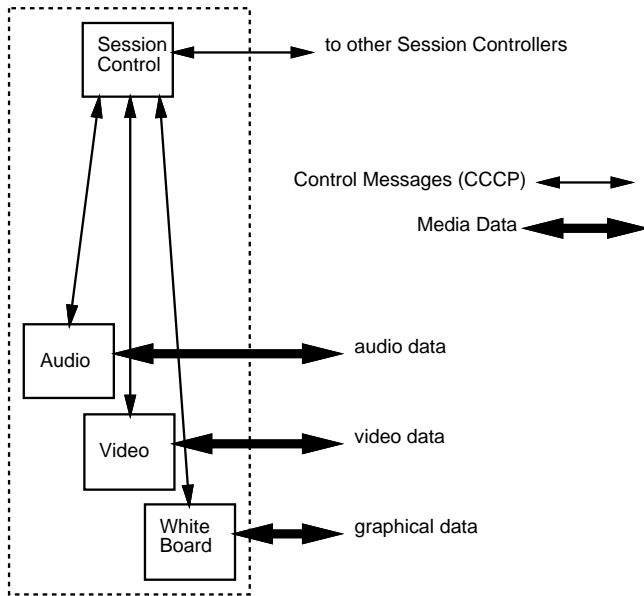 Session
Control
to other Session Controllers
Control Messages (CCCP)
Media Data
Audio
audio data
Video
video data
White
Board
graphical data